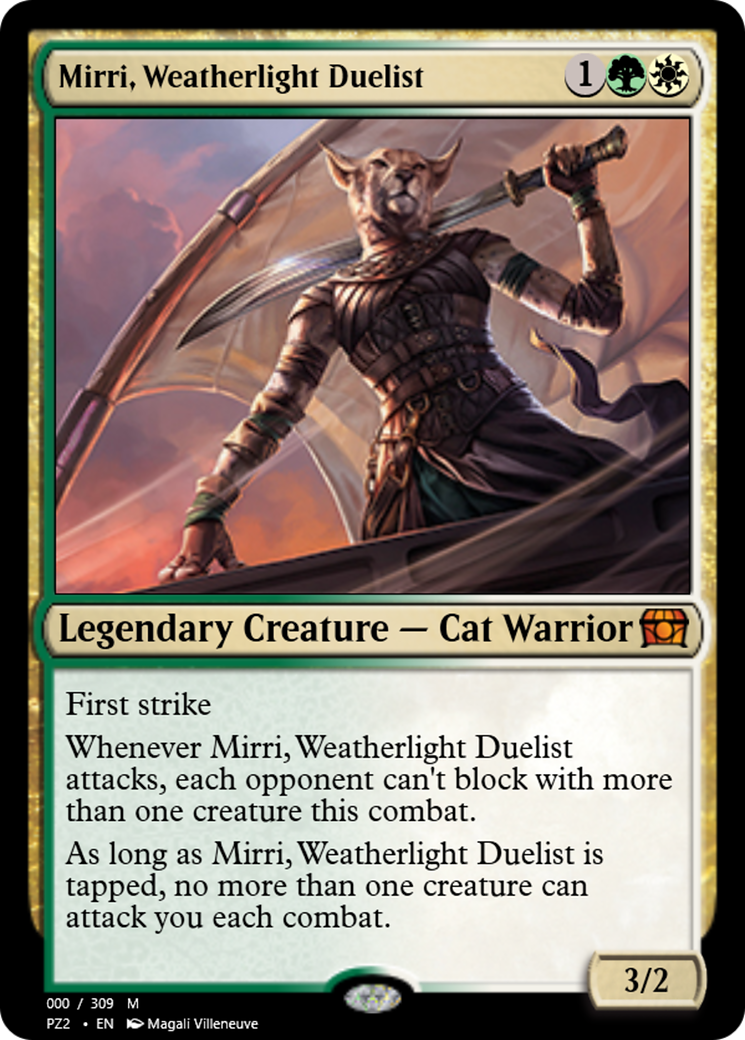 Mirri, Weatherlight Duelist
1
Legendary Creature — Cat Warrior
First strike
Whenever Mirri, Weatherlight Duelist
attacks, each opponent can't block with more
than one creature this combat.
As long as Mirri, Weatherlight Duelist is
tapped, no more than one creature can
attack you each combat.
3/2
000 / 309 M
PZ2 • EN Magali Villeneuve